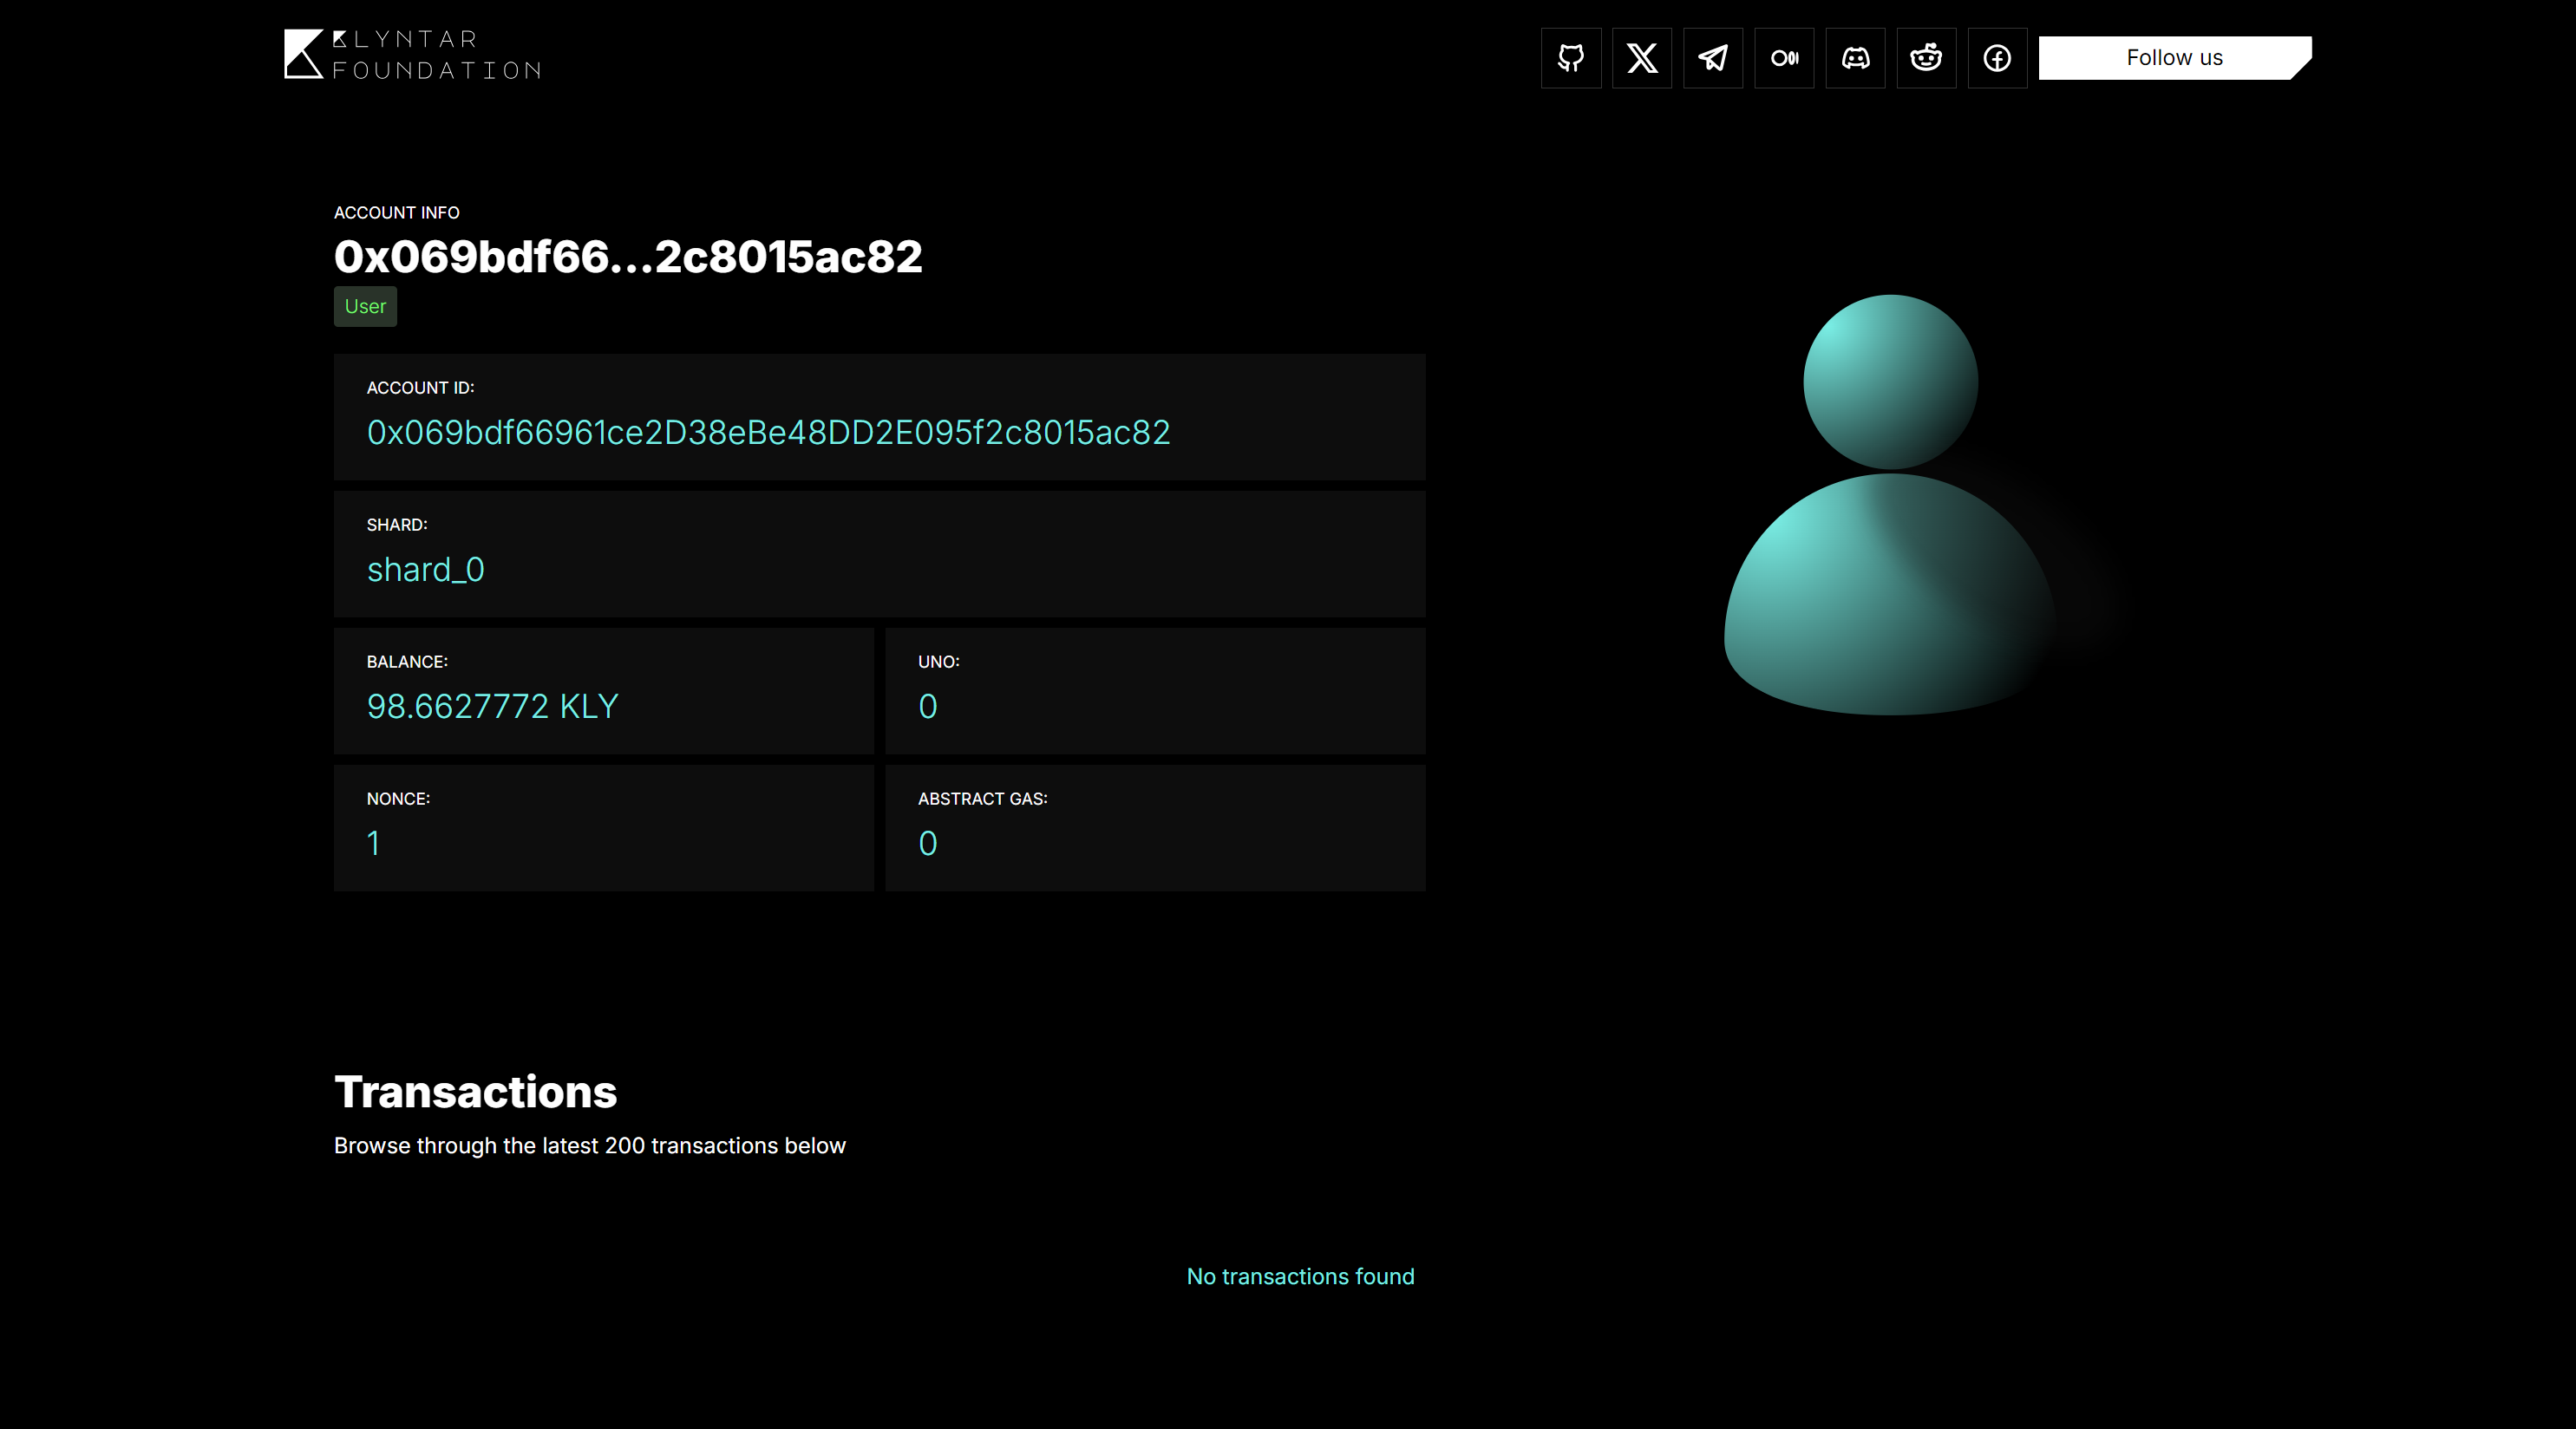 KLYNTAR
FOUNDATION
Follow us
ACCOUNT INFO
0x069bdf66...2c8015ac82
User
ACCOUNT ID:
0x069bdf66961ce2D38eBe48DD2E095f2c8015ac82
SHARD:
shard_0
BALANCE:
98.6627772 KLY
UNO:
0
NONCE:
1
ABSTRACT GAS:
0
Transactions
Browse through the latest 200 transactions below
No transactions found